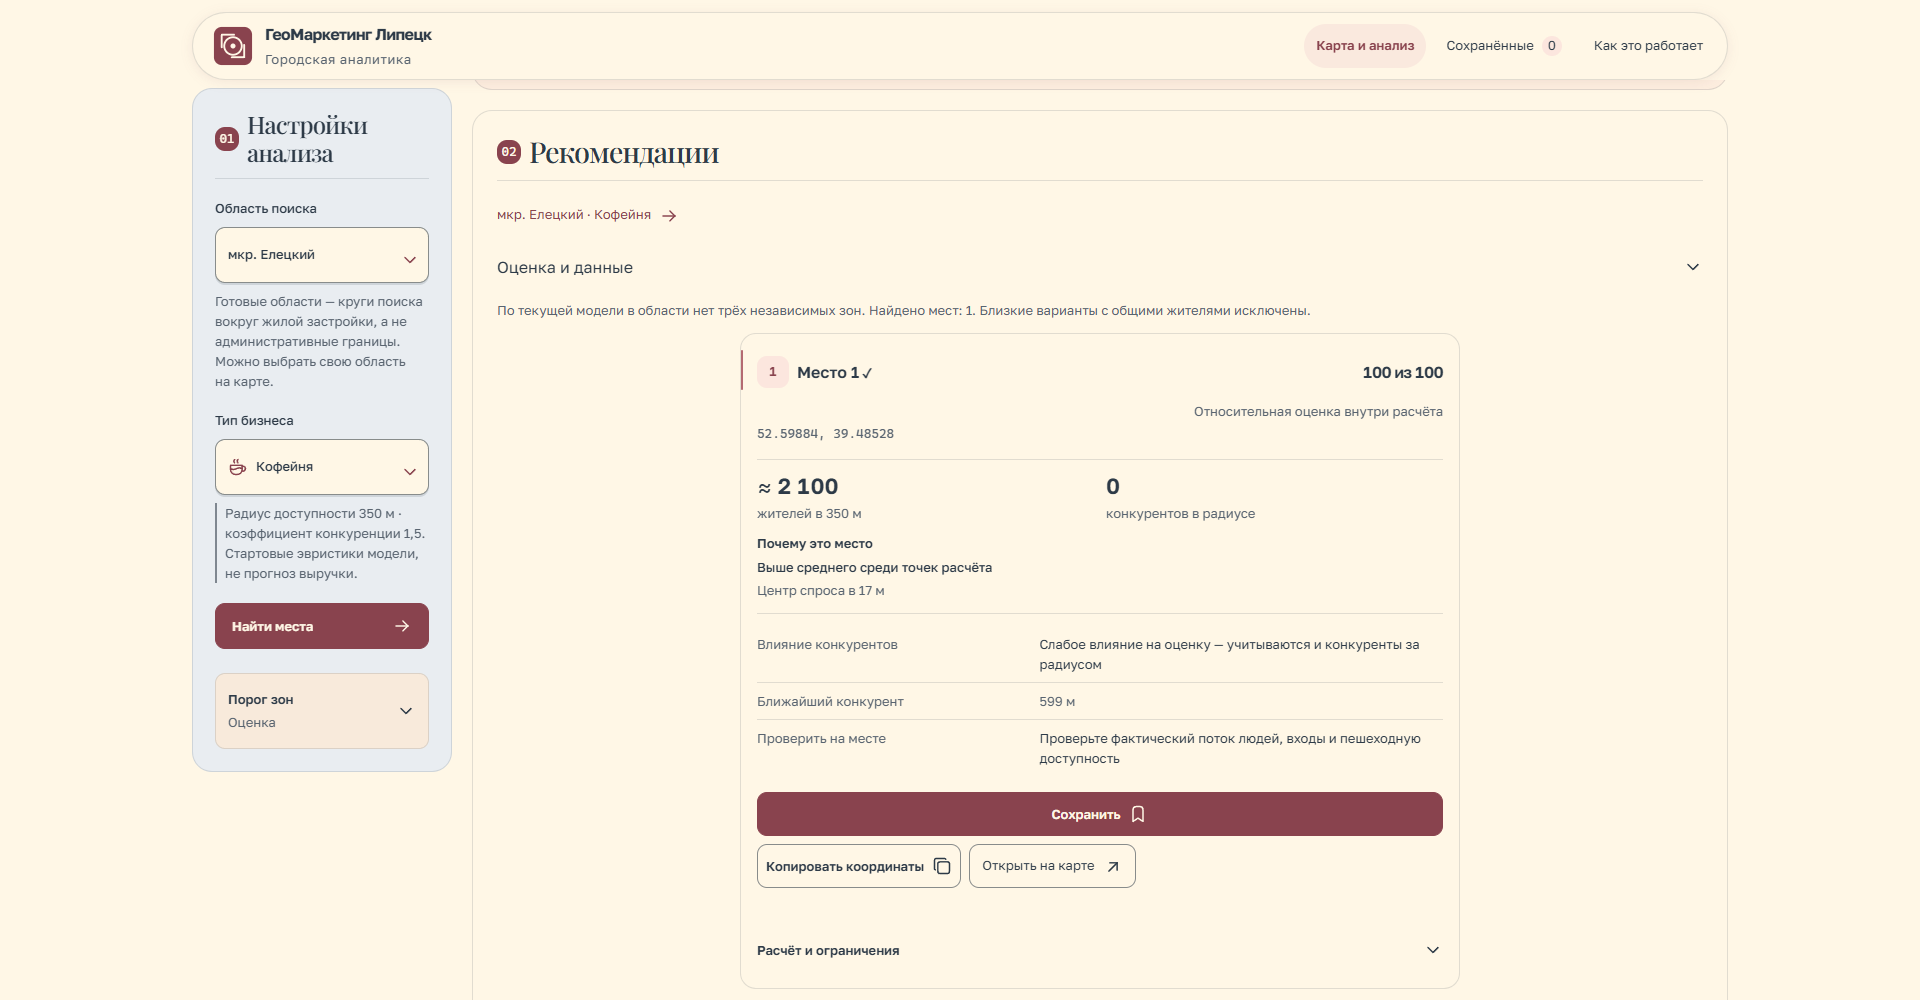 ГеоМаркетинг Липецк
Городская аналитика
Карта и анализ
Сохранённые 0
Как это работает
01 Настройки
анализа
Область поиска
мкр. Елецкий
Готовые области — круги поиска
вокруг жилой застройки, а не
административные границы.
Можно выбрать свою область
на карте.
Тип бизнеса
Кофейня
Радиус доступности 350 м ·
коэффициент конкуренции 1,5.
Стартовые эвристики модели,
не прогноз выручки.
Найти места →
Порог зон
Оценка
02 Рекомендации
мкр. Елецкий · Кофейня →
Оценка и данные
По текущей модели в области нет трёх независимых зон. Найдено мест: 1. Близкие варианты с общими жителями исключены.
1 Место 1 ✓
100 из 100
Относительная оценка внутри расчёта
52.59884, 39.48528
≈ 2 100
жителей в 350 м
0
конкурентов в радиусе
Почему это место
Выше среднего среди точек расчёта
Центр спроса в 17 м
Влияние конкурентов
Слабое влияние на оценку — учитываются и конкуренты за
радиусом
Ближайший конкурент
599 м
Проверить на месте
Проверьте фактический поток людей, входы и пешеходную
доступность
Сохранить
Копировать координаты
Открыть на карте
Расчёт и ограничения